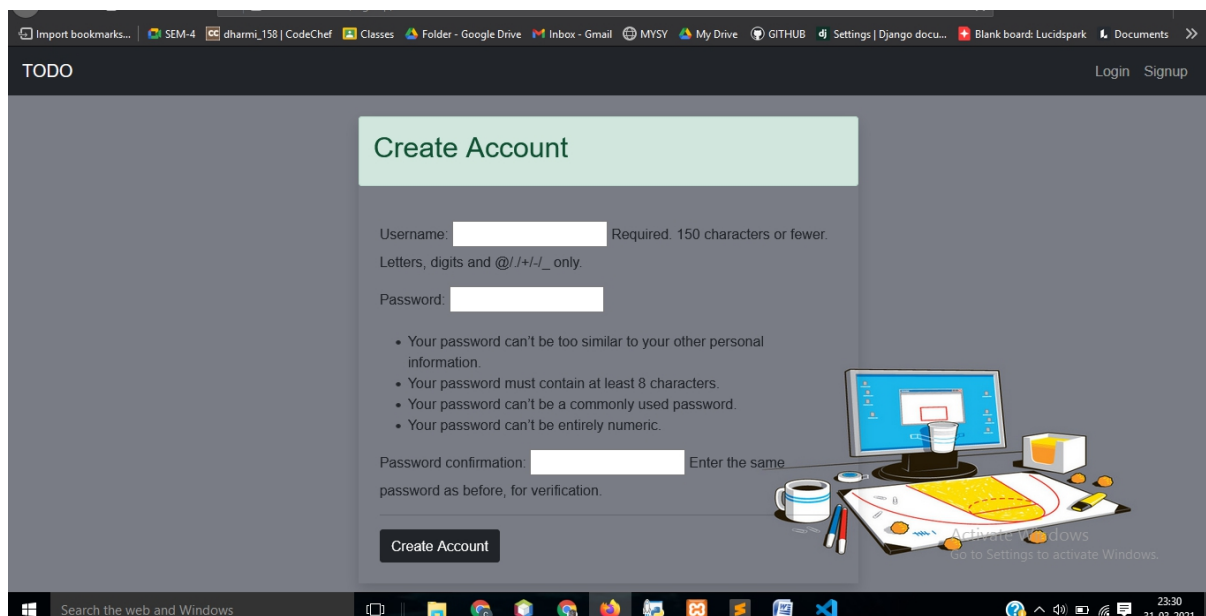 Import bookmarks... SEM-4 dharmi_158 | CodeChef Classes Folder - Google Drive Inbox - Gmail MYSY My Drive GITHUB dj Settings | Django docu... Blank board: Lucidspark Documents
TODO Login Signup
Create Account
Username: Required. 150 characters or fewer.
Letters, digits and @/./+/-/_ only.
Password:
• Your password can't be too similar to your other personal
information.
• Your password must contain at least 8 characters.
• Your password can't be a commonly used password.
• Your password can't be entirely numeric.
Password confirmation: Enter the same
password as before, for verification.
Create Account
Activate Windows
Go to Settings to activate Windows.
Search the web and Windows 23:30
31-03-2021